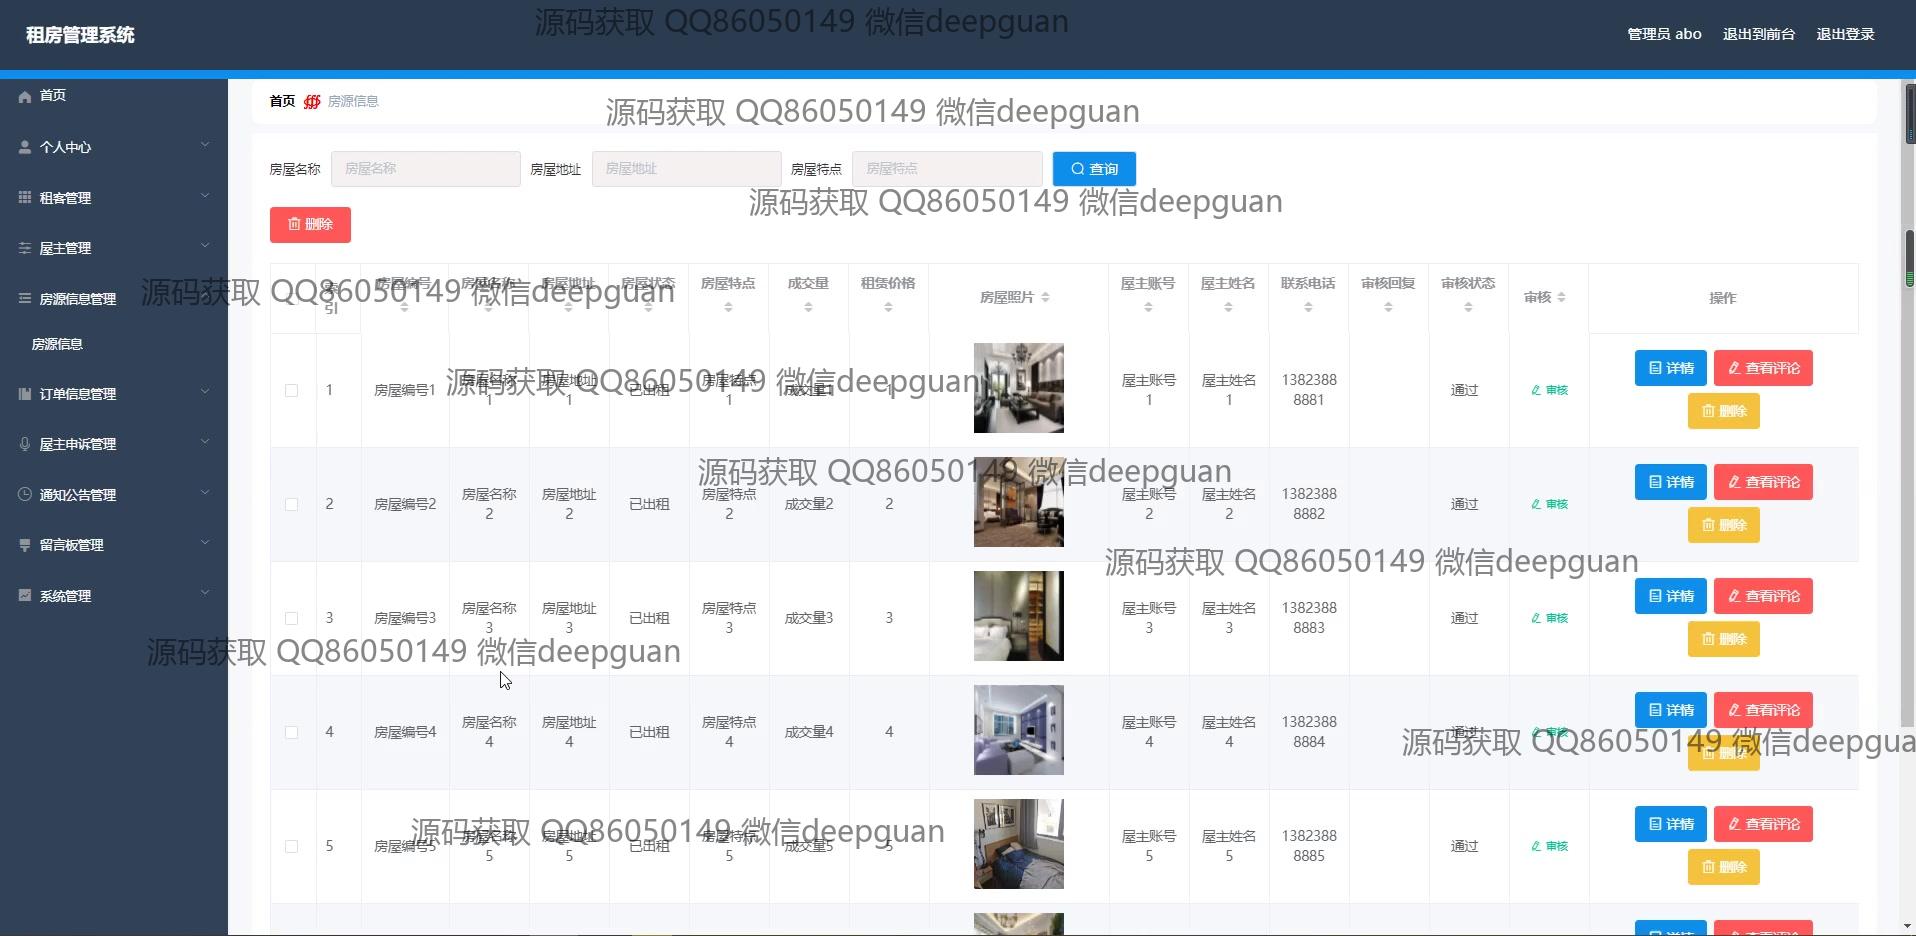 源码获取 QQ86050149 微信deepguan
租房管理系统
管理员 abo 退出到前台 退出登录
首页
首页 房源信息
源码获取 QQ86050149 微信deepguan
个人中心
房屋名称 房屋名称 房屋地址 房屋地址 房屋特点 房屋特点 查询
租客管理
源码获取 QQ86050149 微信deepguan
删除
屋主管理
房源信息管理
源码获取 QQ86050149 微信deepguan
索引 房屋编号 房屋名称 房屋地址 房屋状态 房屋特点 成交量 租赁价格 房屋照片 屋主账号 屋主姓名 联系电话 审核回复 审核状态 审核 操作
房源信息
订单信息管理
屋主申诉管理
通知公告管理
留言板管理
系统管理
源码获取 QQ86050149 微信deepguan
1 房屋编号1 房屋名称1 房屋地址1 已出租 房屋特点1 成交量1 1 屋主账号1 屋主姓名1 13823888881 通过 审核 详情 查看评论 删除
源码获取 QQ86050149 微信deepguan
2 房屋编号2 房屋名称2 房屋地址2 已出租 房屋特点2 成交量2 2 屋主账号2 屋主姓名2 13823888882 通过 审核 详情 查看评论 删除
源码获取 QQ86050149 微信deepguan
3 房屋编号3 房屋名称3 房屋地址3 已出租 房屋特点3 成交量3 3 屋主账号3 屋主姓名3 13823888883 通过 审核 详情 查看评论 删除
源码获取 QQ86050149 微信deepguan
4 房屋编号4 房屋名称4 房屋地址4 已出租 房屋特点4 成交量4 4 屋主账号4 屋主姓名4 13823888884 通过 审核 详情 查看评论 删除
源码获取 QQ86050149 微信deepgua
5 房屋编号5 房屋名称5 房屋地址5 已出租 房屋特点5 成交量5 5 屋主账号5 屋主姓名5 13823888885 通过 审核 详情 查看评论 删除
源码获取 QQ86050149 微信deepguan
详情 查看评论